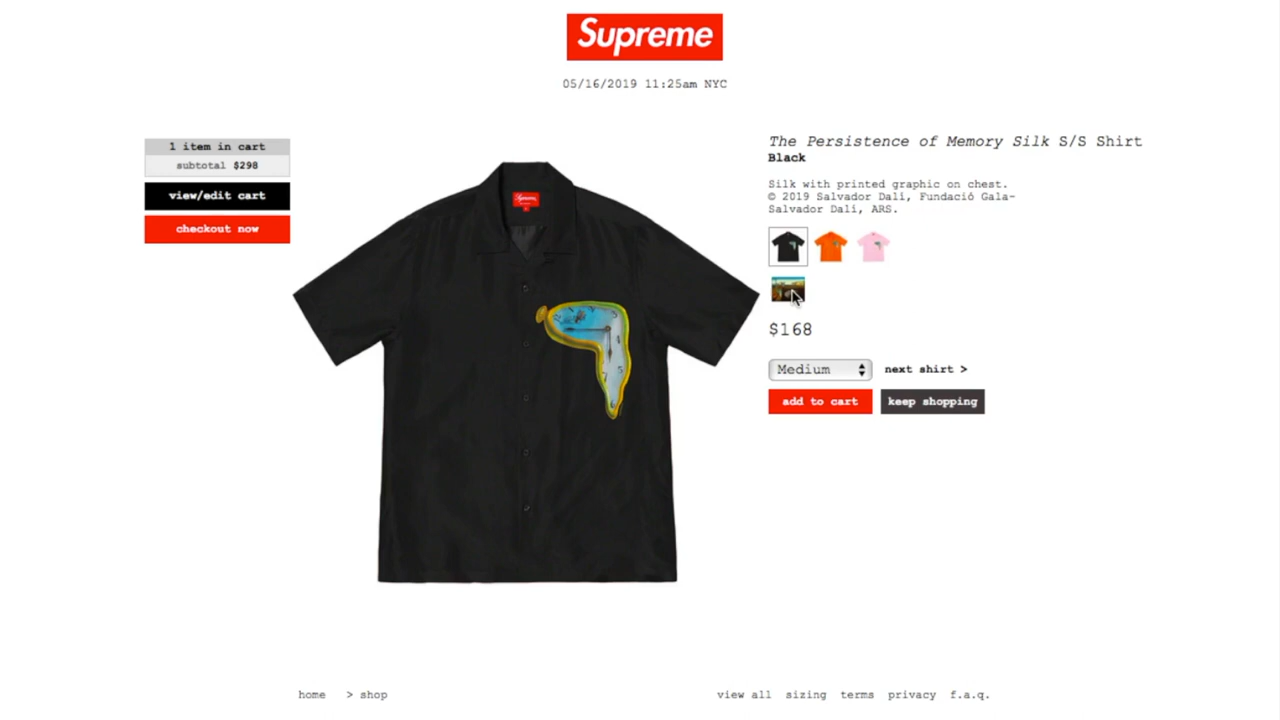 Supreme
05/16/2019 11:25am NYC
1 item in cart
subtotal $298
view/edit cart
checkout now
Supreme
The Persistence of Memory Silk S/S Shirt
Black
Silk with printed graphic on chest.
© 2019 Salvador Dalí, Fundació Gala-
Salvador Dalí, ARS.
$168
Medium
next shirt >
add to cart
keep shopping
home > shop
view all sizing terms privacy f.a.q.